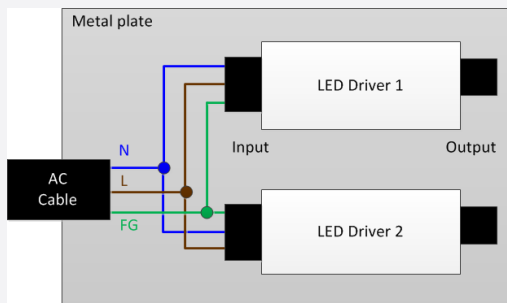 Metal plate
LED Driver 1
N
Input
Output
AC
Cable
L
FG
LED Driver 2